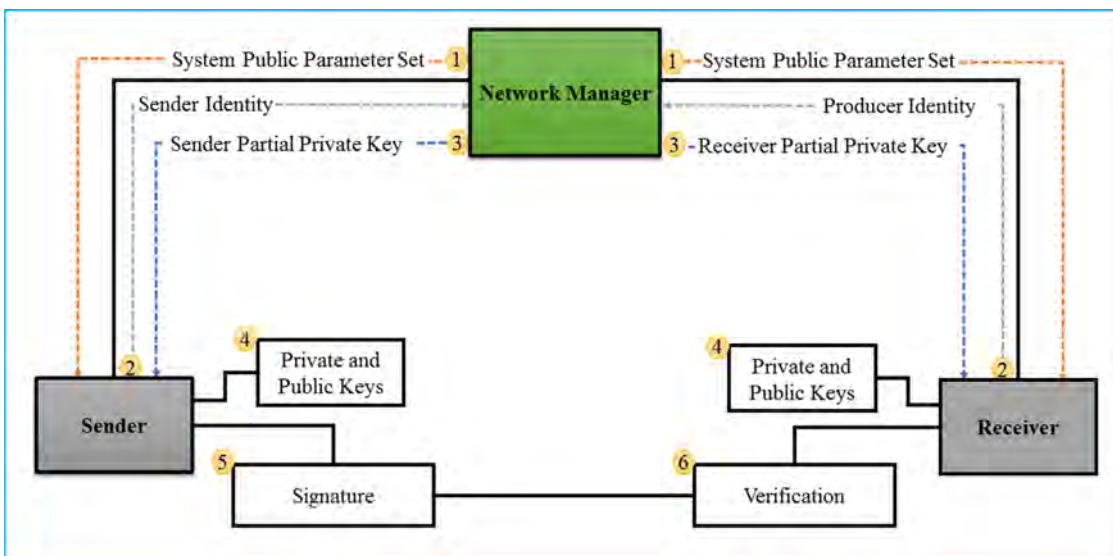 1
System Public Parameter Set
1
System Public Parameter Set
Network Manager
Sender Identity
Producer Identity
Sender Partial Private Key
3
3
Receiver Partial Private Key
2
4
Private and
Public Keys
4
Private and
Public Keys
2
Sender
Receiver
5
Signature
6
Verification